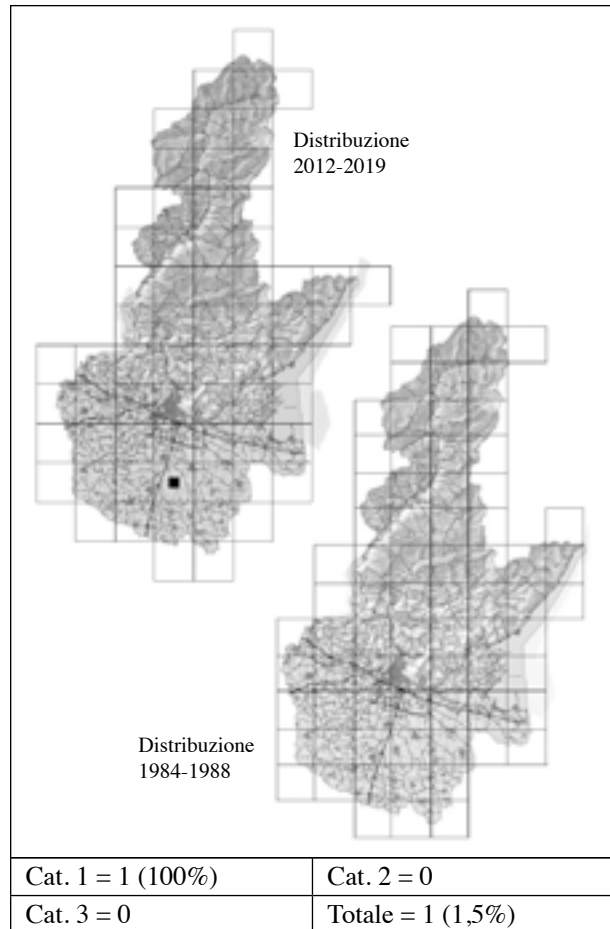 Distribuzione
2012-2019
Distribuzione
1984-1988
Cat. 1 = 1 (100%)
Cat. 2 = 0
Cat. 3 = 0
Totale = 1 (1,5%)